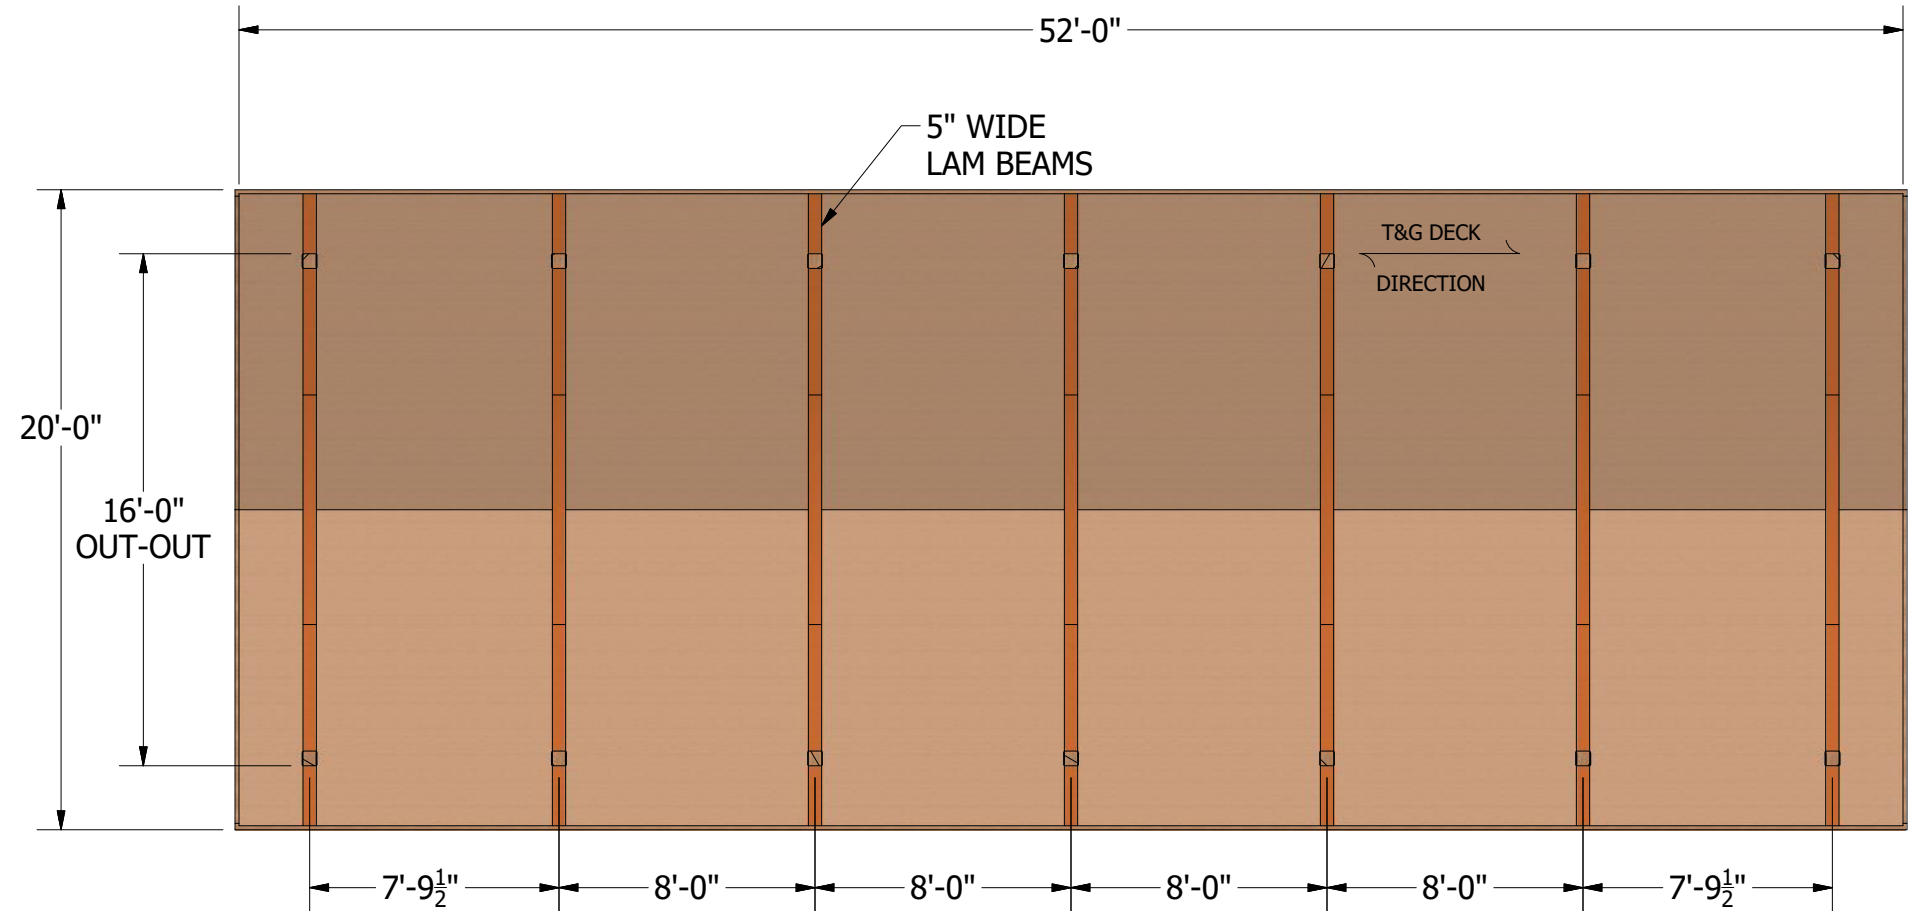 52'-0"
5" WIDE
LAM BEAMS
T&G DECK
DIRECTION
20'-0"
16'-0"
OUT-OUT
7'-9½"
8'-0"
8'-0"
8'-0"
8'-0"
7'-9½"